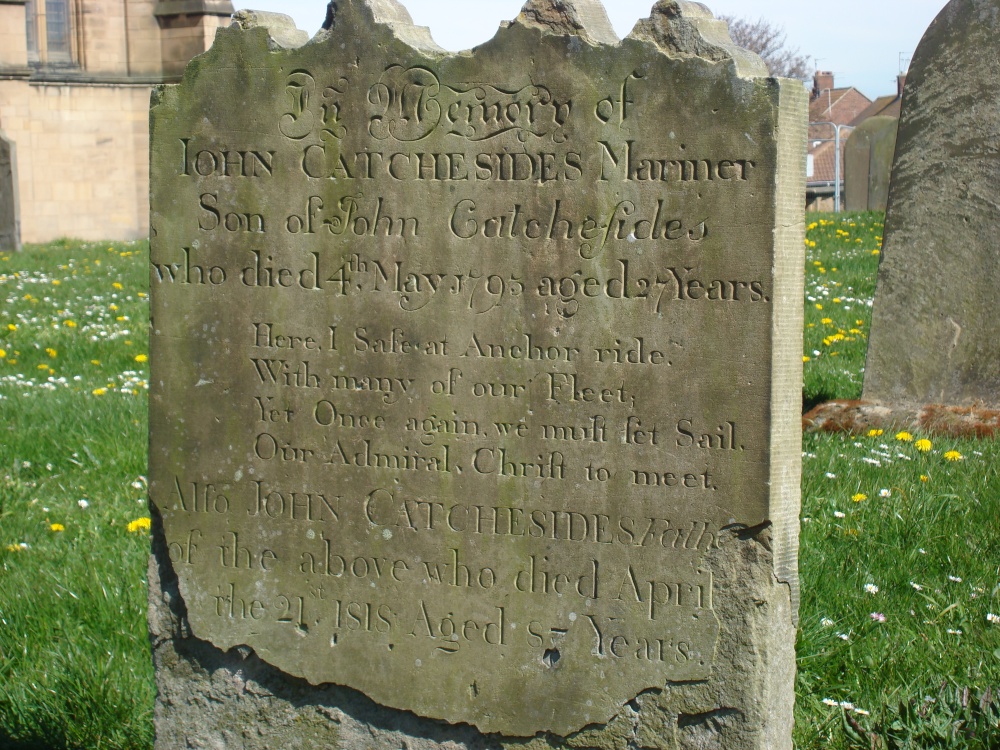 In Memory of
IOHN CATCHESIDES Mariner
Son of John Catcheſides
who died 4th. May 1795 aged 27 Years.
Here, I Safe at Anchor ride,
With many of our Fleet;
Yet Once again, we muſt ſet Sail,
Our Admiral, Chriſt to meet.
Alſo JOHN CATCHESIDES Fathe
of the above who died April
the 21st. 1818 Aged 87 Years.